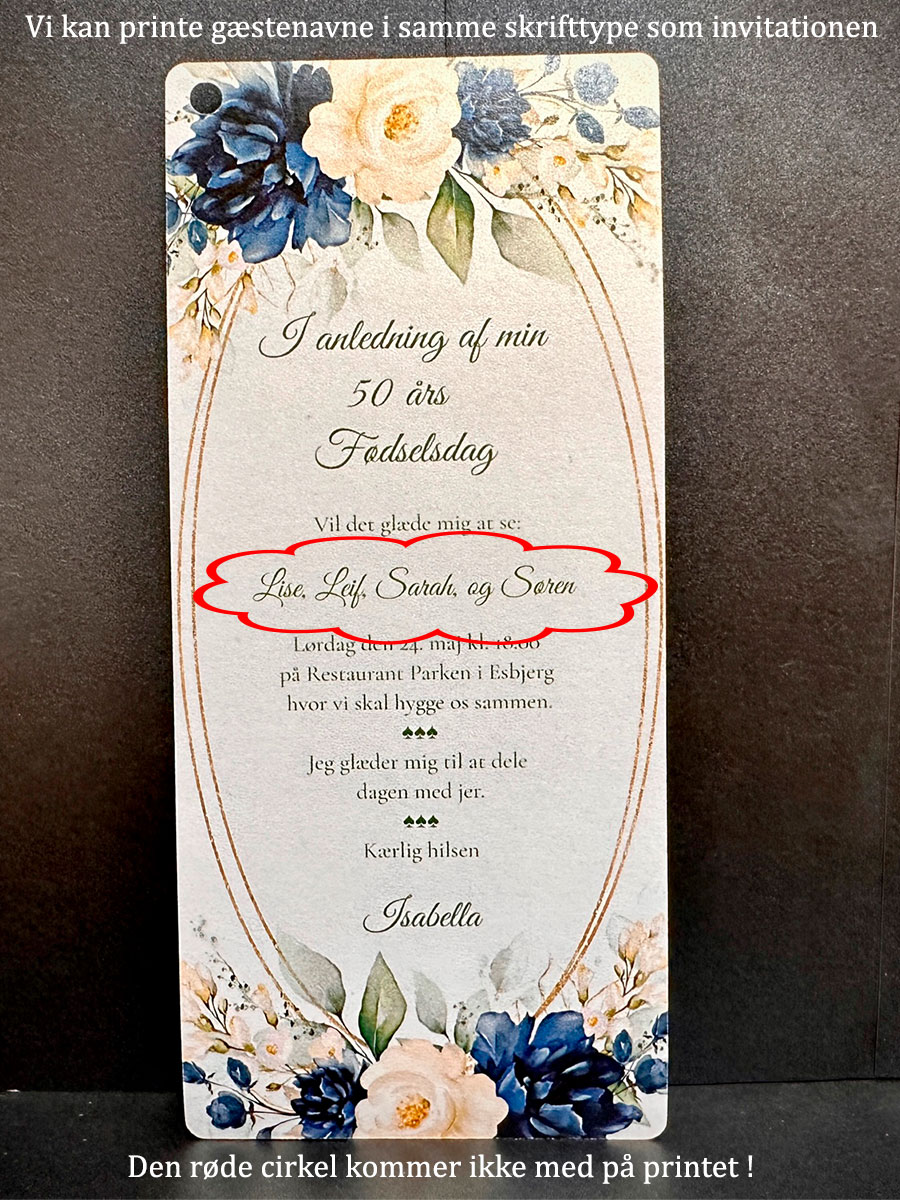 Vi kan printe gæstenavne i samme skrifttype som invitationen
I anledning af min
50 års
Fødselsdag
Vil det glæde mig at se:
Lise, Leif, Sarah, og Søren
Lørdag den 24. maj kl. 18.00
på Restaurant Parken i Esbjerg
hvor vi skal hygge os sammen.
♠♠♠
Jeg glæder mig til at dele
dagen med jer.
♠♠♠
Kærlig hilsen
Isabella
Den røde cirkel kommer ikke med på printet !